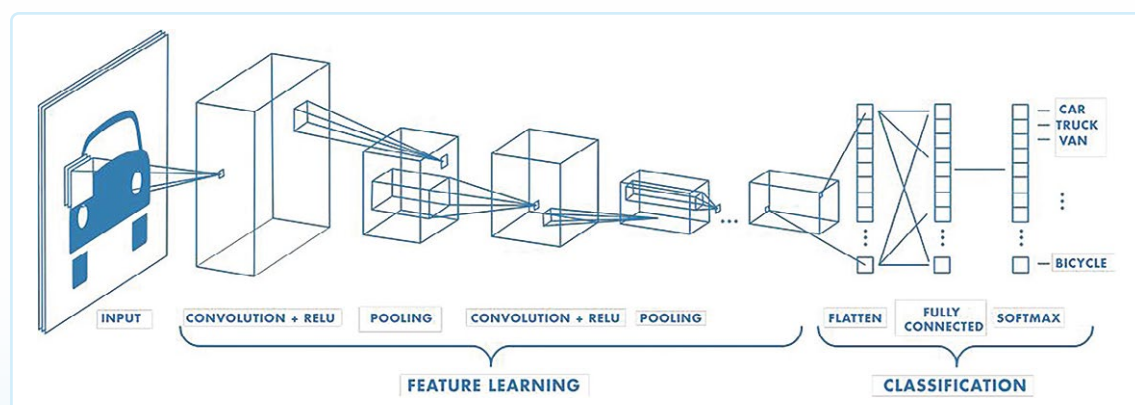 CAR
TRUCK
VAN
BICYCLE
INPUT
CONVOLUTION + RELU
POOLING
CONVOLUTION + RELU
POOLING
FLATTEN
FULLY
CONNECTED
SOFTMAX
FEATURE LEARNING
CLASSIFICATION